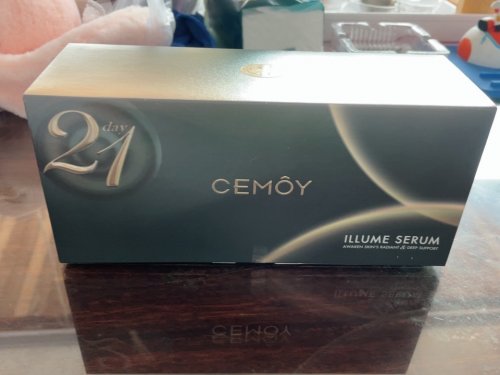 21
day
CEMÔY
ILLUME SERUM
AWAKEN SKIN'S RADIANT & DEEP SUPPORT